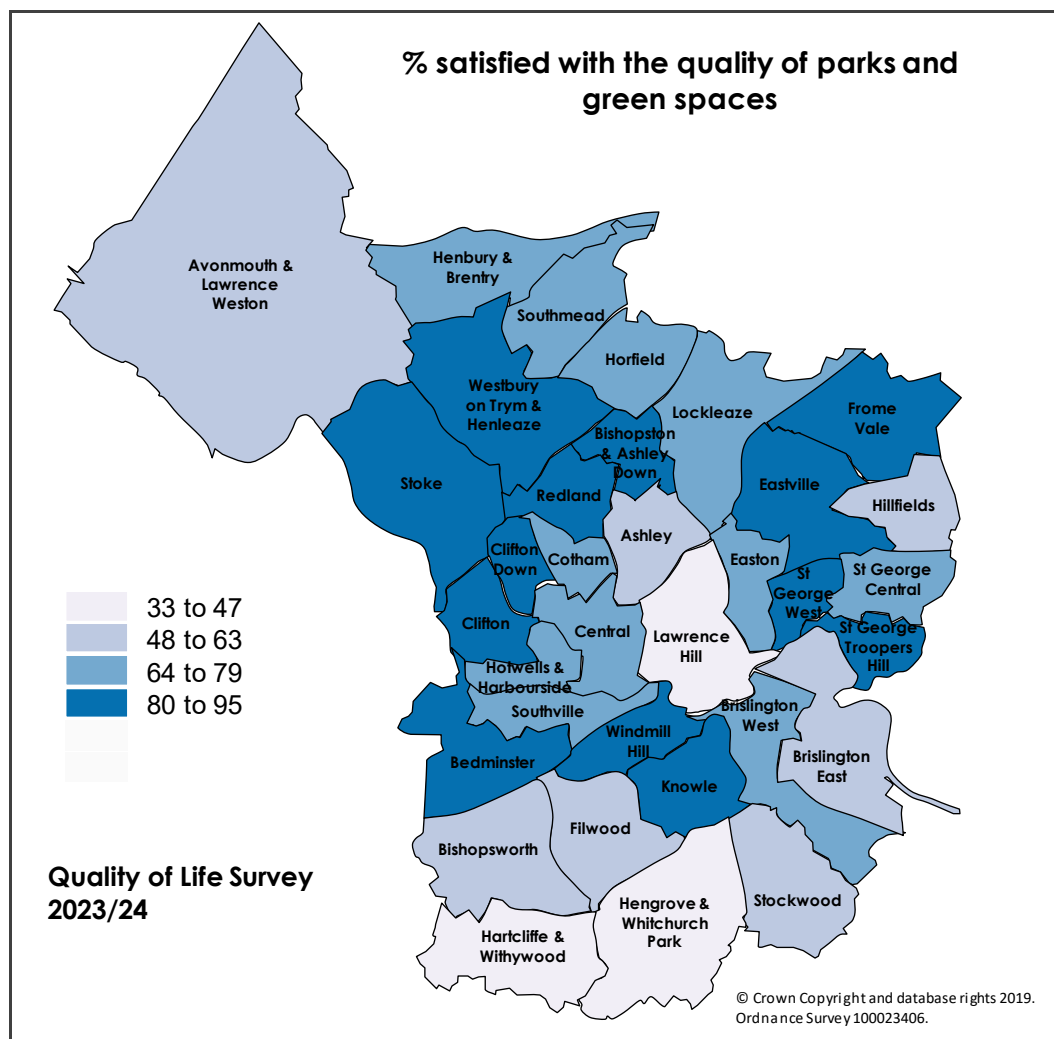 % satisfied with the quality of parks and
green spaces
Avonmouth &
Lawrence
Weston
Henbury &
Brentry
Southmead
Horfield
Westbury
on Trym &
Henleaze
Lockleaze
Frome
Vale
Bishopston
& Ashley
Down
Stoke
Redland
Eastville
Hillfields
Ashley
Clifton
Down
Cotham
Easton
St
George
West
St George
Central
33 to 47
48 to 63
64 to 79
80 to 95
Clifton
Central
Lawrence
Hill
St George
Troopers
Hill
Hotwells &
Harbourside
Southville
Brislington
West
Windmill
Hill
Bedminster
Knowle
Brislington
East
Filwood
Bishopsworth
Quality of Life Survey
2023/24
Stockwood
Hengrove &
Whitchurch
Park
Hartcliffe &
Withywood
© Crown Copyright and database rights 2019.
Ordnance Survey 100023406.